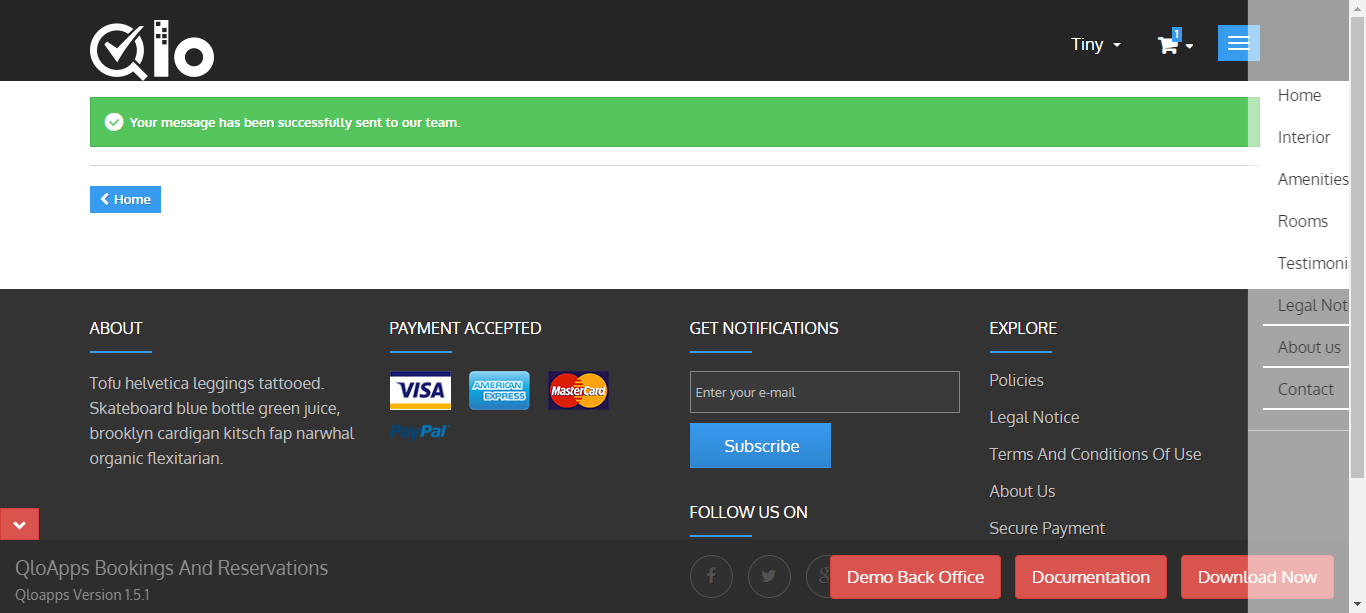 Qlo
Tiny
1
Home
Interior
Amenities
Rooms
Testimoni
Legal Not
About us
Contact
Your message has been successfully sent to our team.
Home
ABOUT
Tofu helvetica leggings tattooed.
Skateboard blue bottle green juice,
brooklyn cardigan kitsch fap narwhal
organic flexitarian.
PAYMENT ACCEPTED
VISA
AMERICAN
EXPRESS
MasterCard
PayPal
GET NOTIFICATIONS
Enter your e-mail
Subscribe
FOLLOW US ON
EXPLORE
Policies
Legal Notice
Terms And Conditions Of Use
About Us
Secure Payment
QloApps Bookings And Reservations
Qloapps Version 1.5.1
Demo Back Office
Documentation
Download Now